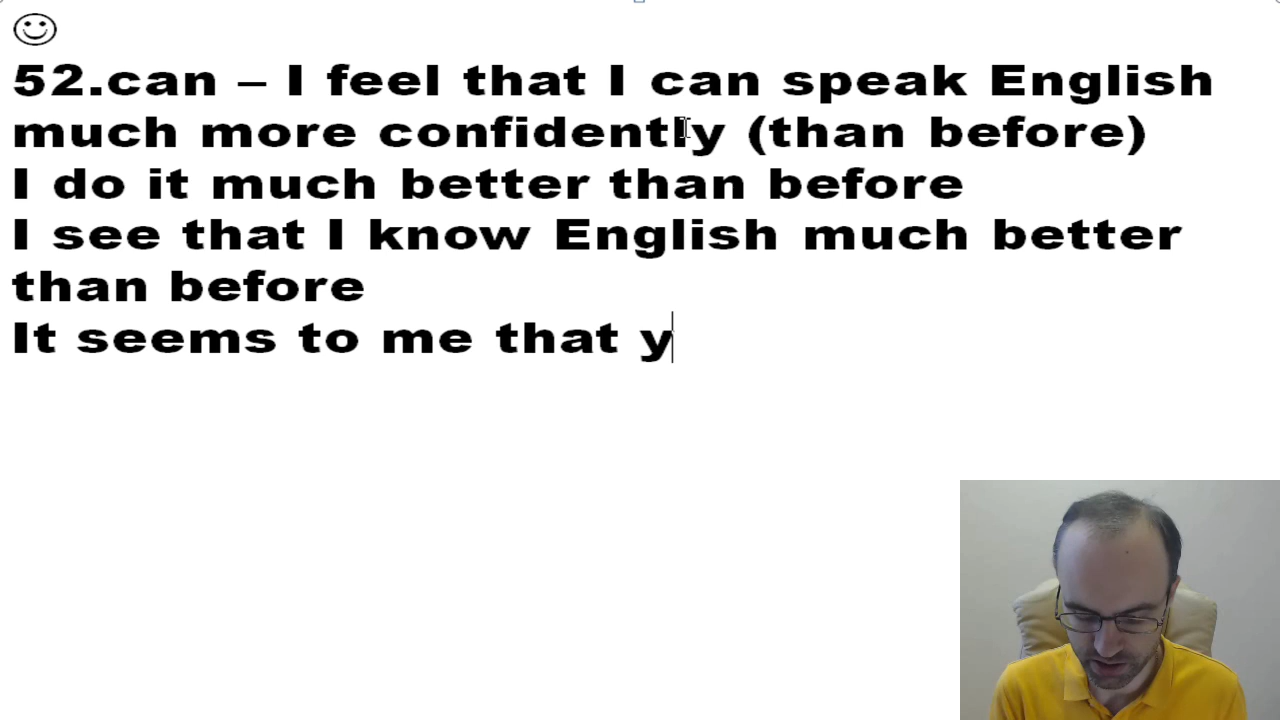 52.can – I feel that I can speak English
much more confidently (than before)
I do it much better than before
I see that I know English much better
than before
It seems to me that y